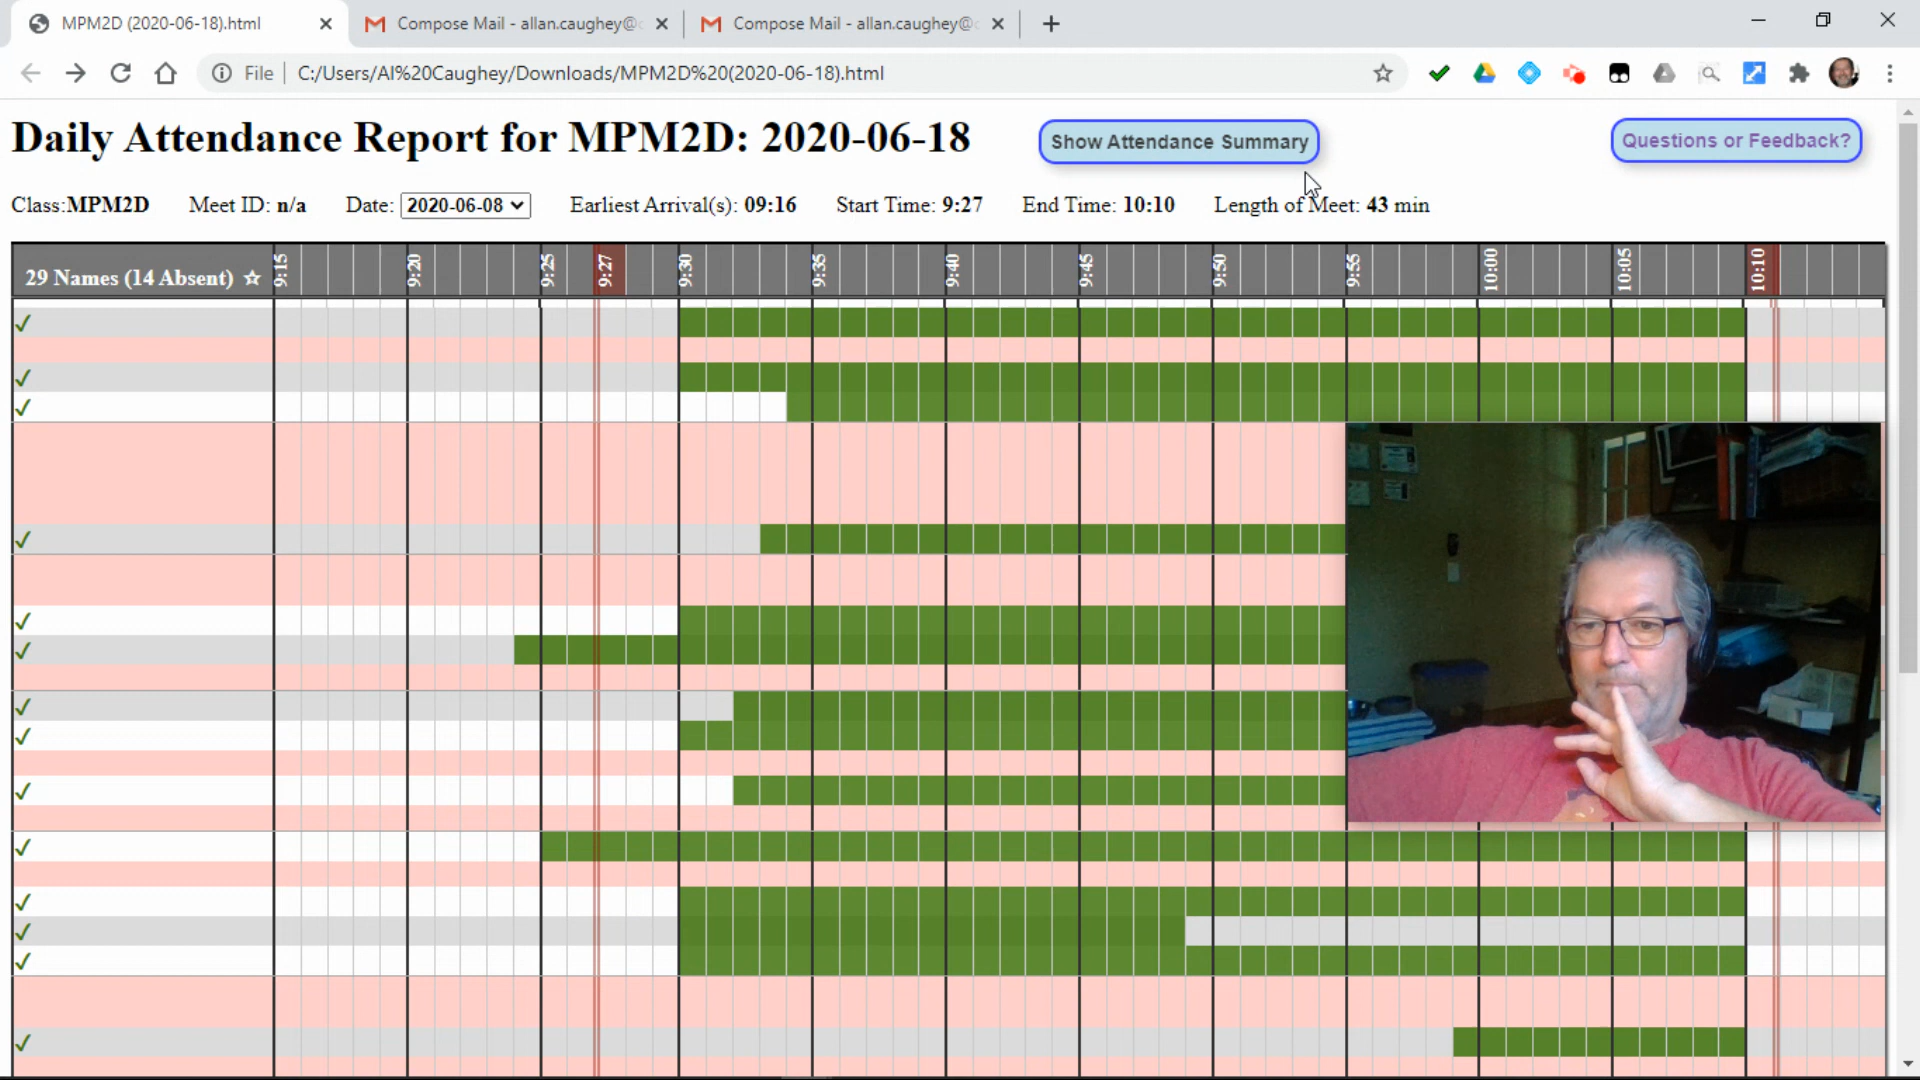 MPM2D (2020-06-18).html
Compose Mail - allan.caughey@
Compose Mail - allan.caughey@
File
C:/Users/Al%20Caughey/Downloads/MPM2D%20(2020-06-18).html
Daily Attendance Report for MPM2D: 2020-06-18
Show Attendance Summary
Questions or Feedback?
Class:MPM2D Meet ID: n/a Date: 2020-06-08 Earliest Arrival(s): 09:16 Start Time: 9:27 End Time: 10:10 Length of Meet: 43 min
29 Names (14 Absent) ☆
9:15
9:20
9:25
9:27
9:30
9:35
9:40
9:45
9:50
9:55
10:00
10:05
10:10